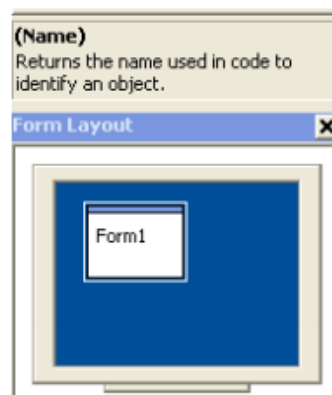 (Name)
Returns the name used in code to
identify an object.
Form Layout
Form1